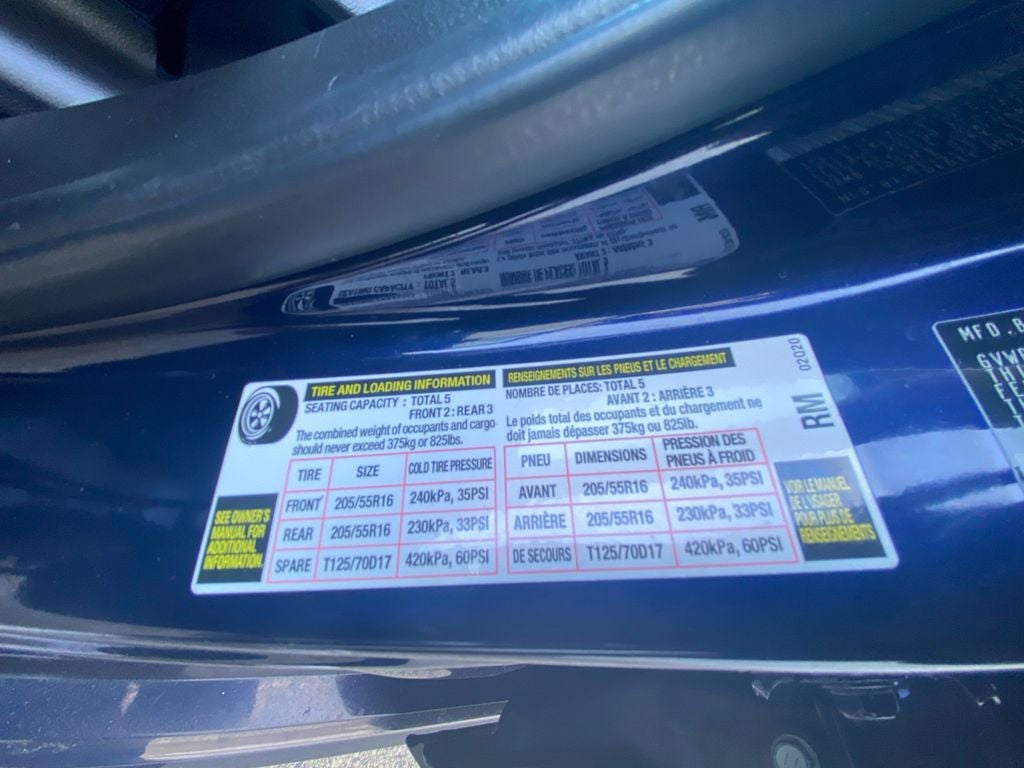 TIRE AND LOADING INFORMATION
SEATING CAPACITY : TOTAL 5
FRONT 2 : REAR 3
The combined weight of occupants and cargo
should never exceed 375kg or 825lbs.
TIRE SIZE COLD TIRE PRESSURE
FRONT 205/55R16 240kPa, 35PSI
REAR 205/55R16 230kPa, 33PSI
SPARE T125/70D17 420kPa, 60PSI
SEE OWNER'S
MANUAL FOR
ADDITIONAL
INFORMATION.
RENSEIGNEMENTS SUR LES PNEUS ET LE CHARGEMENT
NOMBRE DE PLACES: TOTAL 5
AVANT 2 : ARRIÈRE 3
Le poids total des occupants et du chargement ne
doit jamais dépasser 375kg ou 825lb.
PNEU DIMENSIONS PRESSION DES
PNEUS À FROID
AVANT 205/55R16 240kPa, 35PSI
ARRIÈRE 205/55R16 230kPa, 33PSI
DE SECOURS T125/70D17 420kPa, 60PSI
VOIR LE MANUEL
DE L'USAGER
POUR PLUS DE
RENSEIGNEMENTS
RM
02Q20
MFD.
GVWR